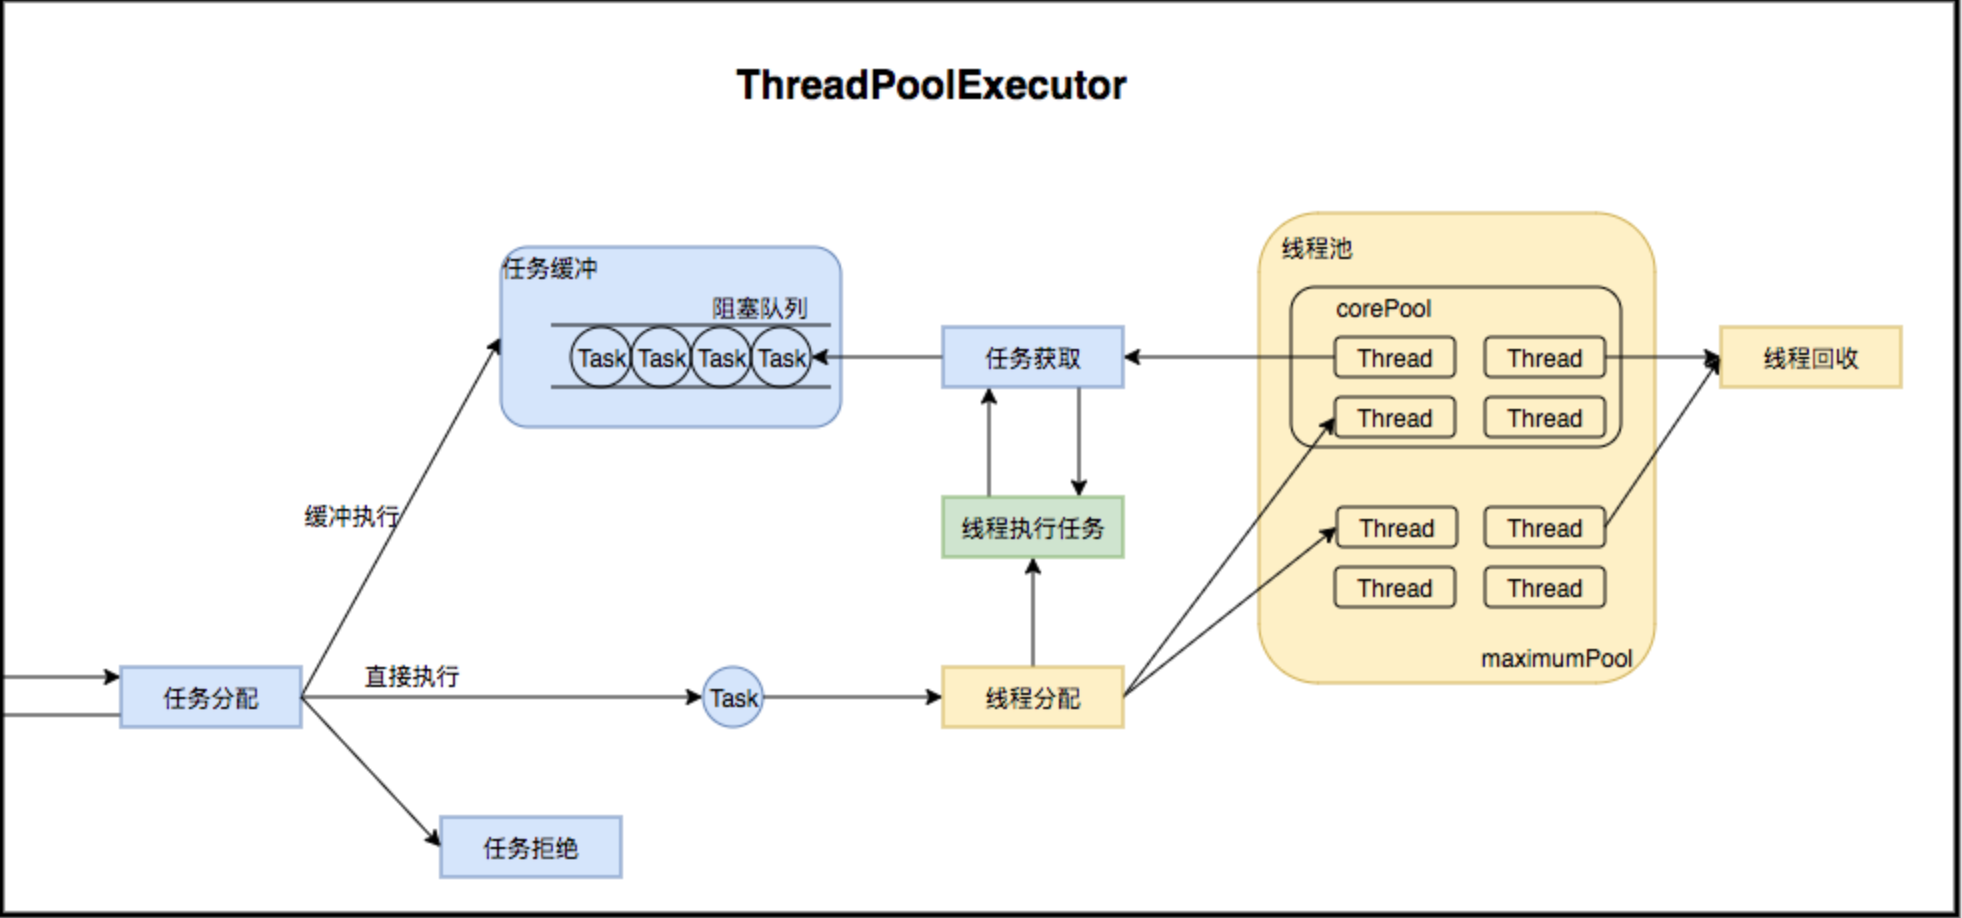 ThreadPoolExecutor
任务缓冲
阻塞队列
Task Task Task Task
任务获取
线程池
corePool
Thread Thread
Thread Thread
线程回收
缓冲执行
线程执行任务
Thread Thread
Thread Thread
maximumPool
任务分配
直接执行
Task
线程分配
任务拒绝